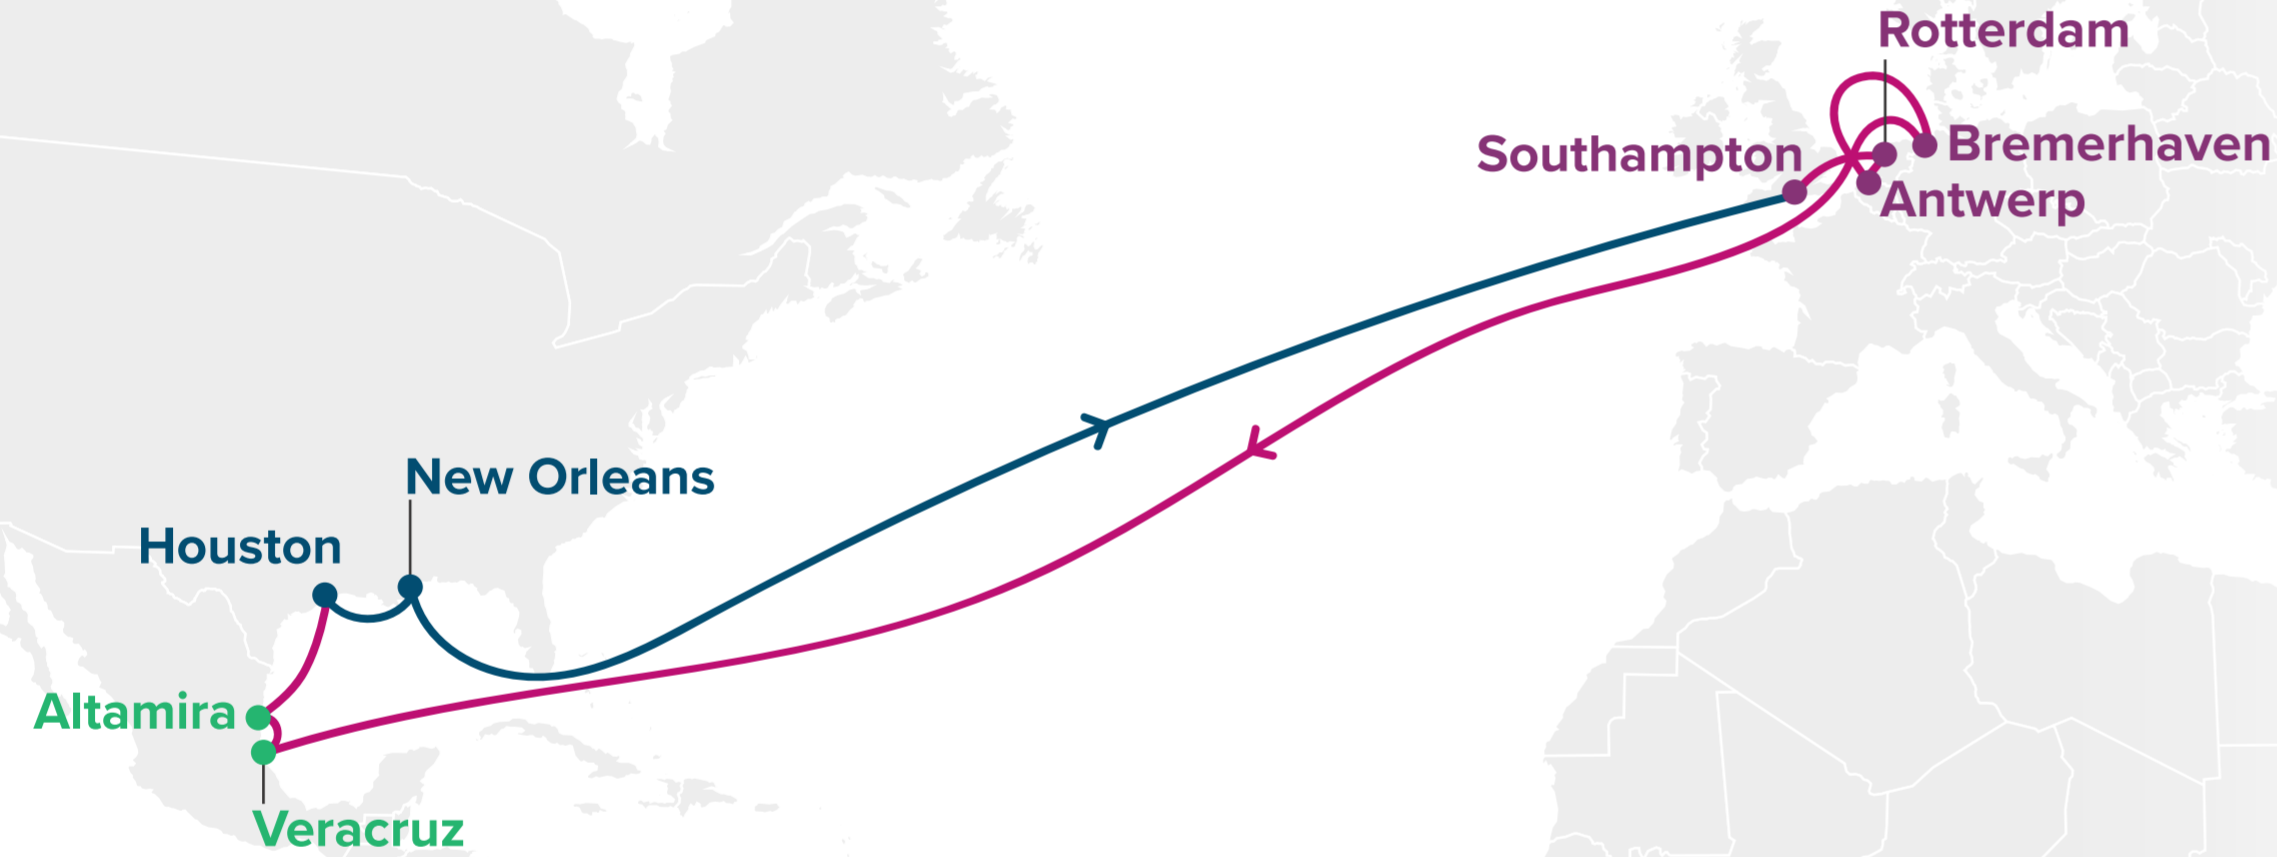 Rotterdam
Southampton
Bremerhaven
Antwerp
New Orleans
Houston
Altamira
Veracruz